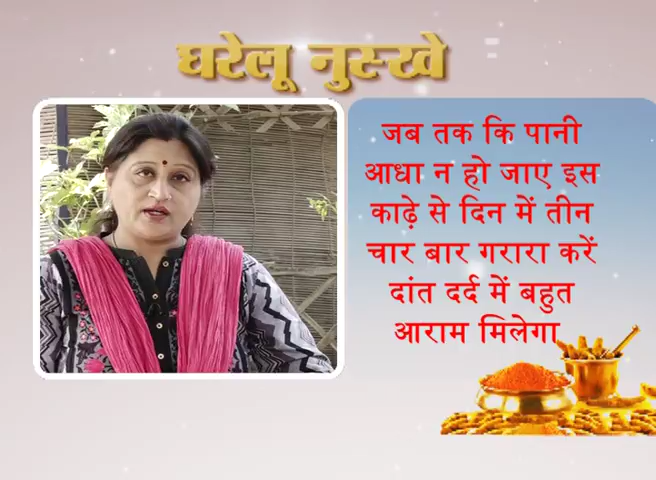 घरेलू नुस्खे
जब तक कि पानी
आधा न हो जाए इस
काढ़े से दिन में तीन
चार बार गरारा करें
दांत दर्द में बहुत
आराम मिलेगा